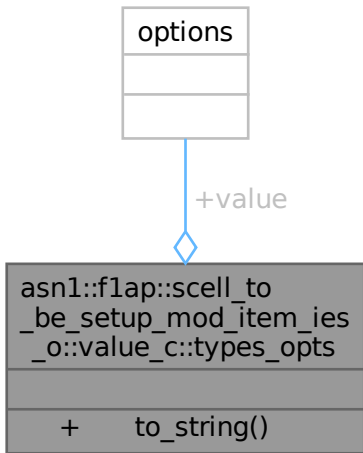 options
+value
asn1::f1ap::scell_to
_be_setup_mod_item_ies
_o::value_c::types_opts
+ to_string()